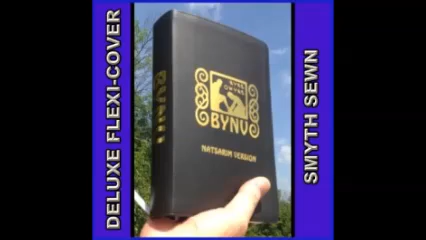 DELUXE FLEXI-COVER
BYNV
BYNV
NATSARIM VERSION
SMYTH SEWN